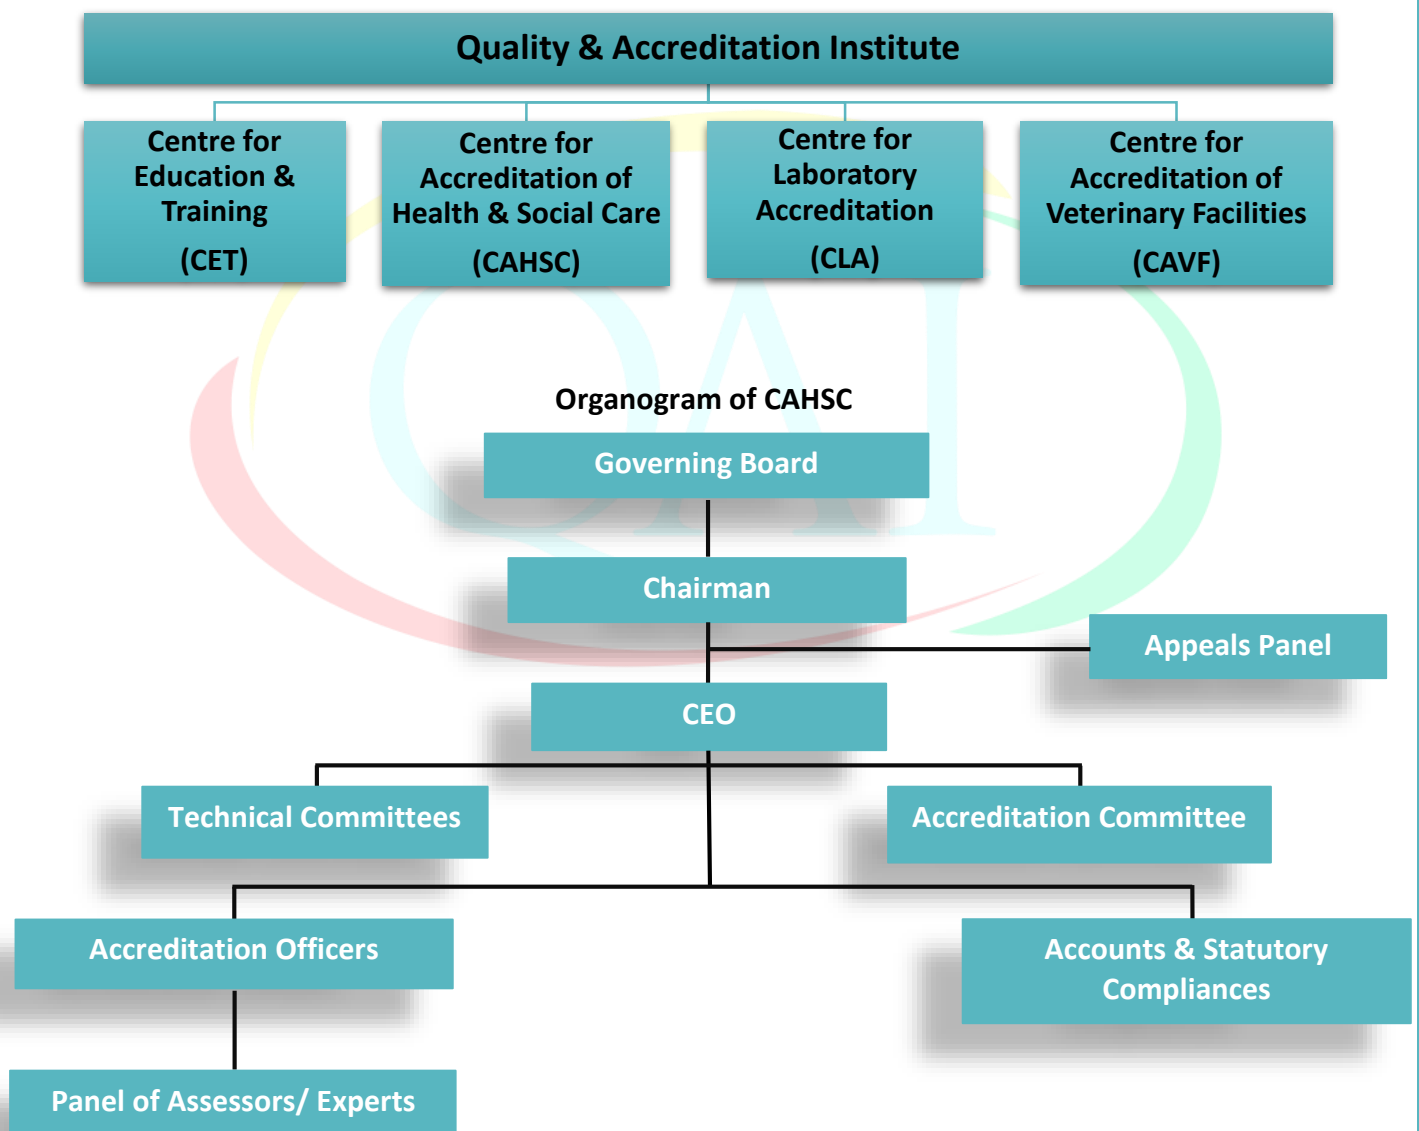 Quality & Accreditation Institute
Centre for
Education &
Training
(CET)
Centre for
Accreditation of
Health & Social Care
(CAHSC)
Centre for
Laboratory
Accreditation
(CLA)
Centre for
Accreditation of
Veterinary Facilities
(CAVF)
QAI
Organogram of CAHSC
Governing Board
Chairman
Appeals Panel
CEO
Technical Committees
Accreditation Committee
Accreditation Officers
Accounts & Statutory
Compliances
Panel of Assessors/ Experts